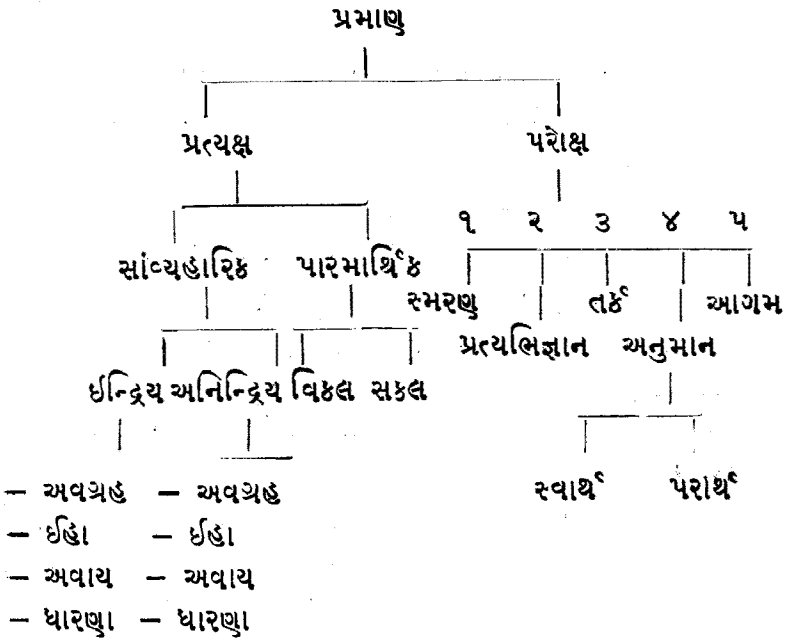 પ્રમાણ
પ્રત્યક્ષ પરોક્ષ
૧ ૨ ૩ ૪ ૫
સાંવ્યહારિક પારમાર્થિક
સ્મરણ તર્ક આગમ
પ્રત્યભિજ્ઞાન અનુમાન
ઈન્દ્રિય અનિન્દ્રિય વિકલ સકલ
– અવગ્રહ – અવગ્રહ
– ઈહા – ઈહા
– અવાય – અવાય
– ધારણા – ધારણા
સ્વાર્થ પરાર્થ